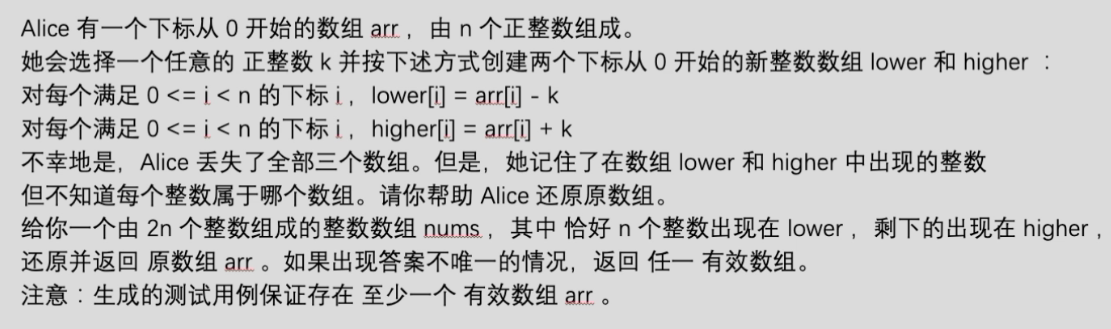 Alice 有一个下标从 0 开始的数组 arr ，由 n 个正整数组成。
她会选择一个任意的 正整数 k 并按下述方式创建两个下标从 0 开始的新整数数组 lower 和 higher ：
对每个满足 0 <= i < n 的下标 i ，lower[i] = arr[i] - k
对每个满足 0 <= i < n 的下标 i ，higher[i] = arr[i] + k
不幸地是，Alice 丢失了全部三个数组。但是，她记住了在数组 lower 和 higher 中出现的整数
但不知道每个整数属于哪个数组。请你帮助 Alice 还原原数组。
给你一个由 2n 个整数组成的整数数组 nums ，其中 恰好 n 个整数出现在 lower ，剩下的出现在 higher ，
还原并返回 原数组 arr 。如果出现答案不唯一的情况，返回 任一 有效数组。
注意：生成的测试用例保证存在 至少一个 有效数组 arr 。